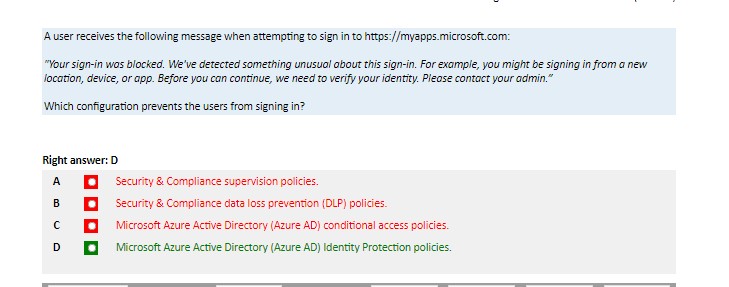 A user receives the following message when attempting to sign in to https://myapps.microsoft.com:
"Your sign-in was blocked. We've detected something unusual about this sign-in. For example, you might be signing in from a new
location, device, or app. Before you can continue, we need to verify your identity. Please contact your admin."
Which configuration prevents the users from signing in?
Right answer: D
A Security & Compliance supervision policies.
B Security & Compliance data loss prevention (DLP) policies.
C Microsoft Azure Active Directory (Azure AD) conditional access policies.
D Microsoft Azure Active Directory (Azure AD) Identity Protection policies.